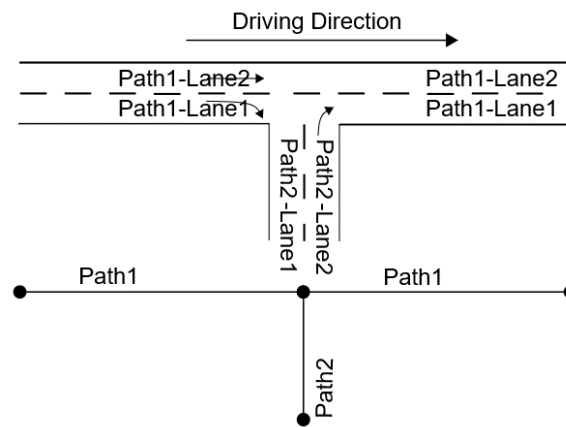 Driving Direction
Path1-Lane2
Path1-Lane2
Path1-Lane1
Path1-Lane1
Path2-Lane1
Path2-Lane2
Path1
Path1
Path2